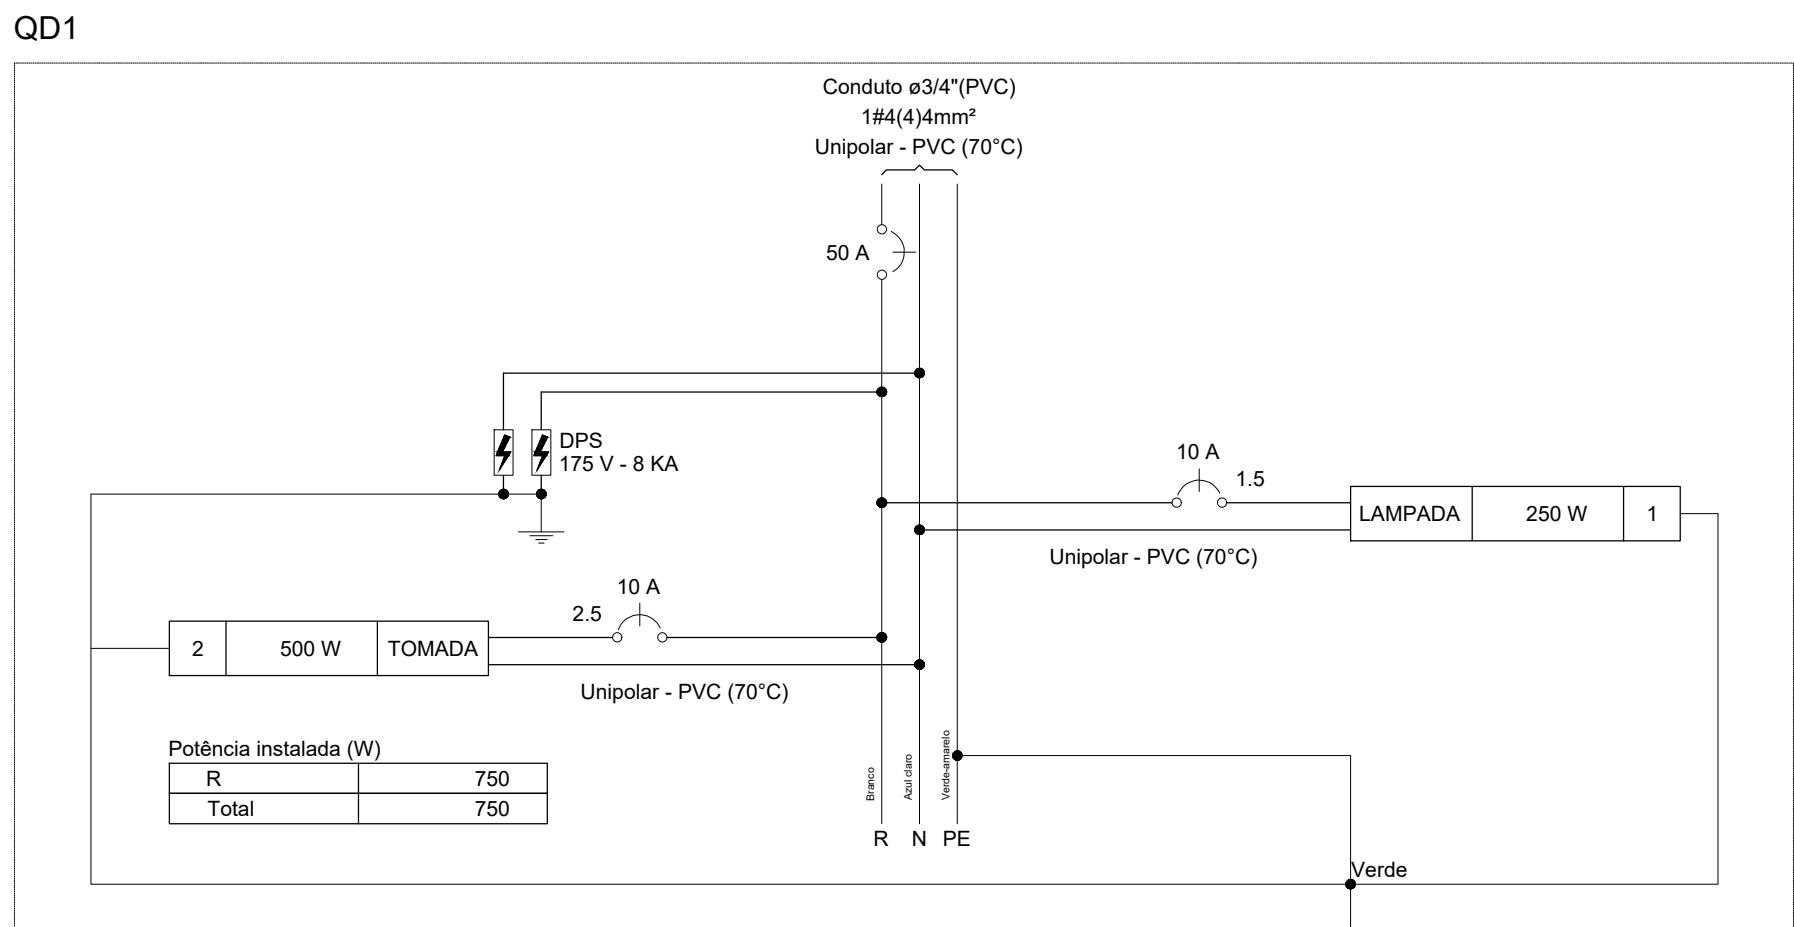 QD1
Conduto ø3/4"(PVC)
1#4(4)4mm²
Unipolar - PVC (70°C)
50 A
DPS
175 V - 8 KA
10 A
1.5
LAMPADA 250 W 1
Unipolar - PVC (70°C)
10 A
2.5
2 500 W TOMADA
Unipolar - PVC (70°C)
Potência instalada (W)
R 750
Total 750
Branco
Azul claro
Verde-amarelo
R N PE
Verde